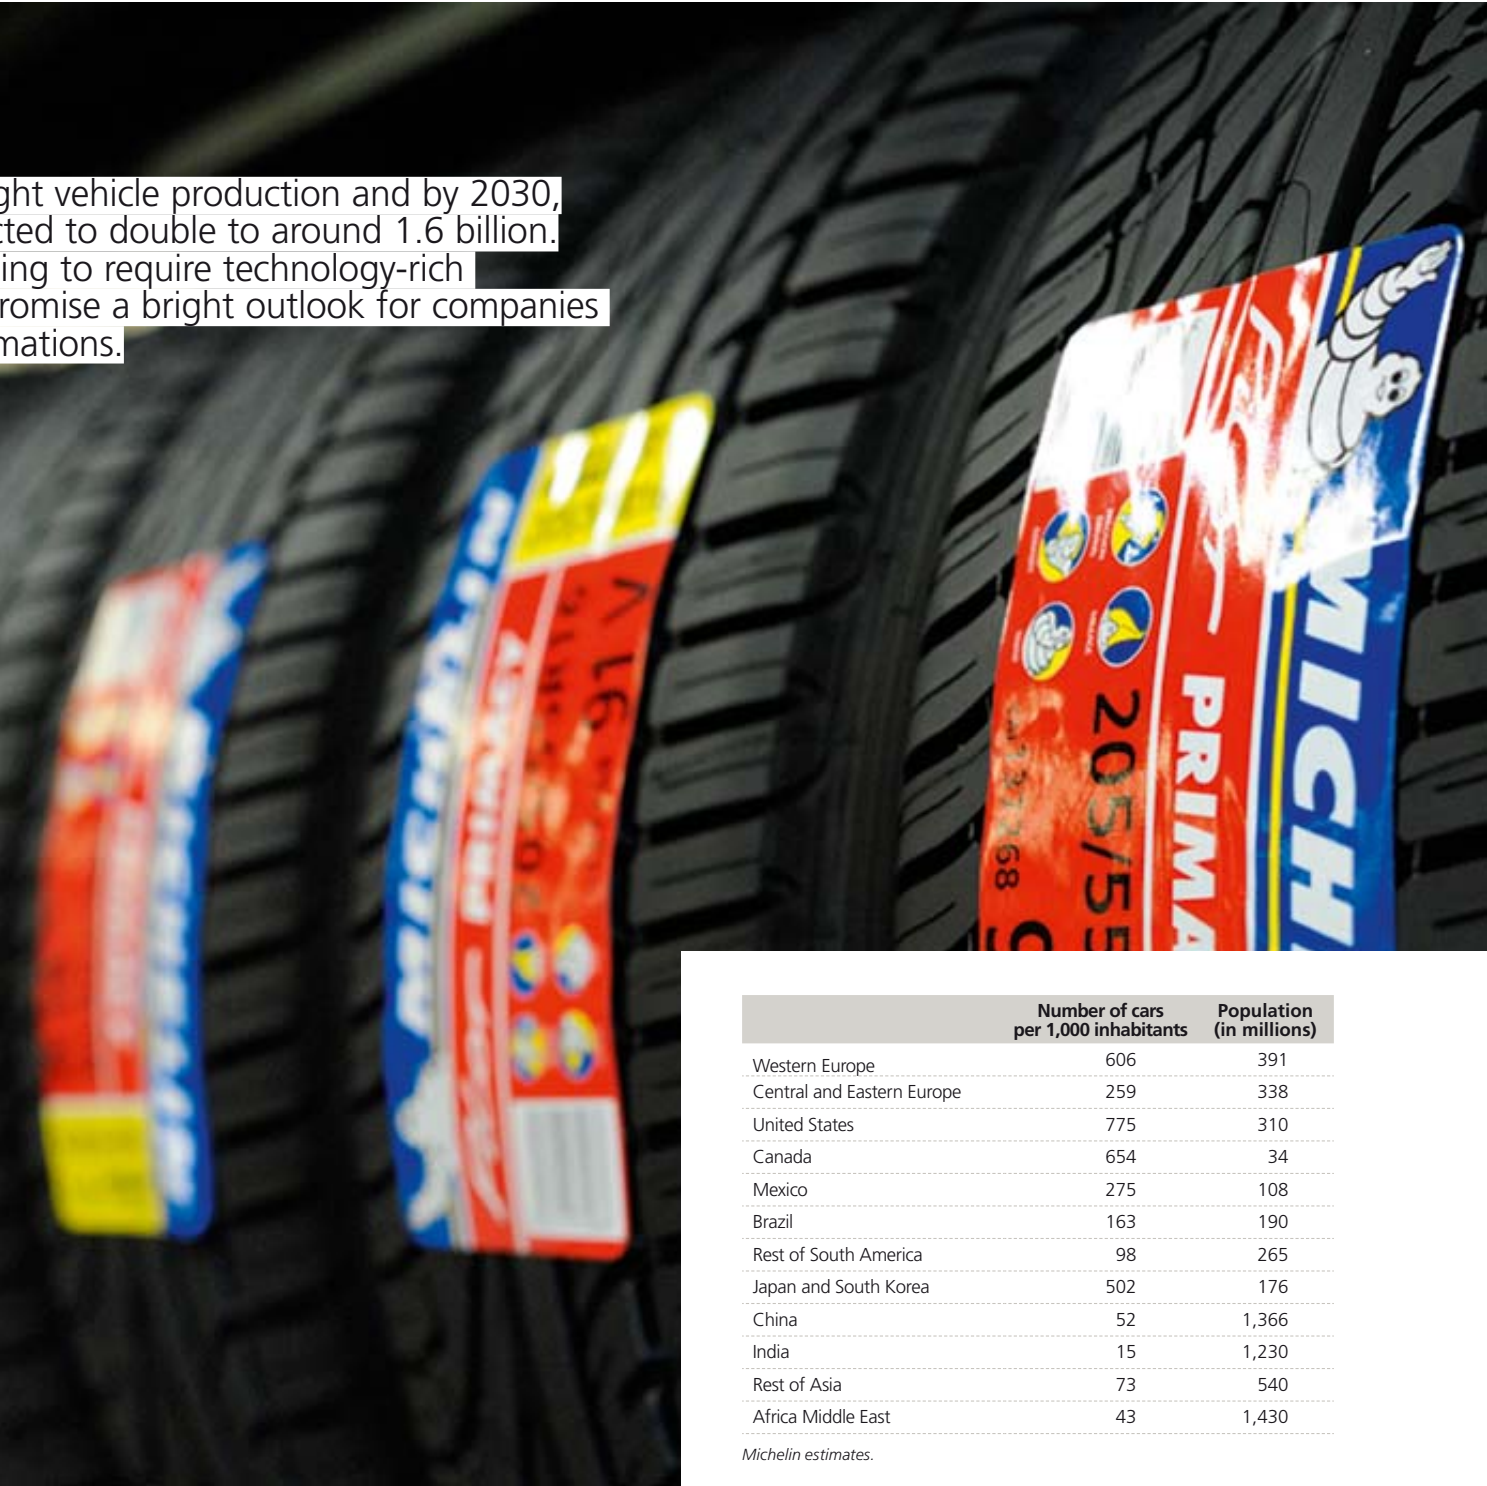 ght vehicle production and by 2030,
cted to double to around 1.6 billion.
ing to require technology-rich
romise a bright outlook for companies
mations.
MICH
PRIMA
205/55
MICHELIN
PRIMACY
Number of cars per 1,000 inhabitants Population (in millions)
Western Europe 606 391
Central and Eastern Europe 259 338
United States 775 310
Canada 654 34
Mexico 275 108
Brazil 163 190
Rest of South America 98 265
Japan and South Korea 502 176
China 52 1,366
India 15 1,230
Rest of Asia 73 540
Africa Middle East 43 1,430
Michelin estimates.